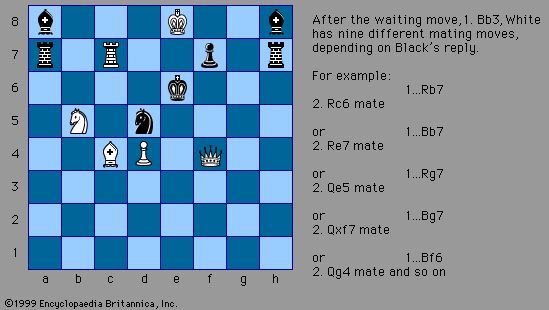 After the waiting move, 1. Bb3, White
has nine different mating moves,
depending on Black's reply.
For example:
1...Rb7
2. Rc6 mate
or 1...Bb7
2. Re7 mate
or 1...Rg7
2. Qe5 mate
or 1...Bg7
2. Qxf7 mate
or 1...Bf6
2. Qg4 mate and so on
8
7
6
5
4
3
2
1
a b c d e f g h
©1999 Encyclopaedia Britannica, Inc.